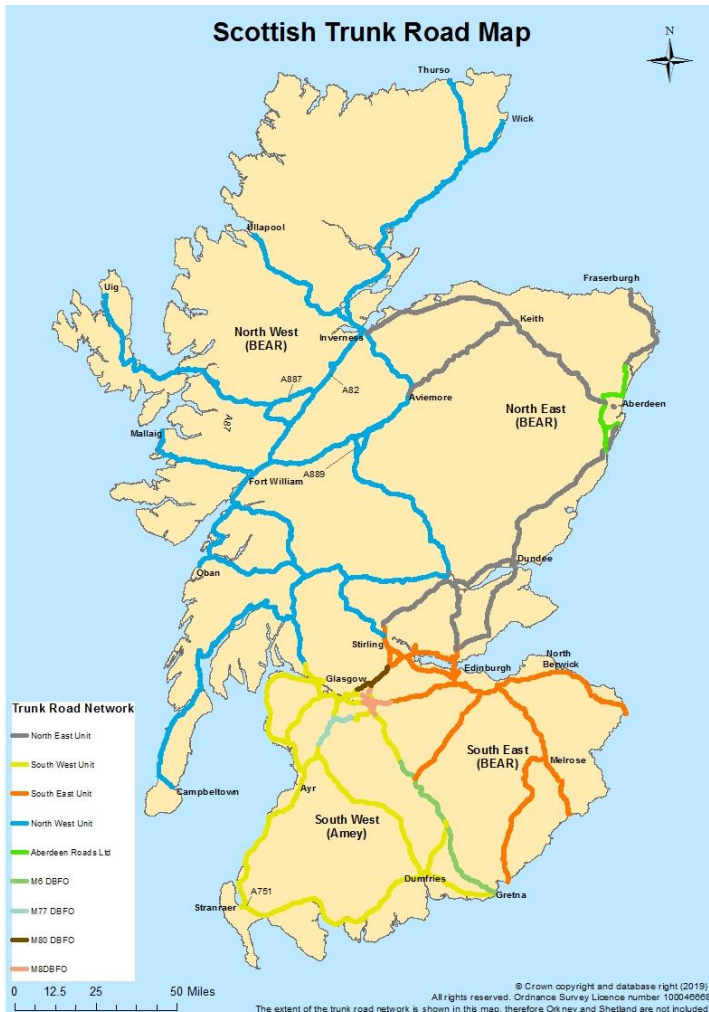 Scottish Trunk Road Map
N
Thurso
Wick
Ullapool
Fraserburgh
Uig
Keith
North West
(BEAR)
Inverness
A887
A82
Aviemore
North East
(BEAR)
Aberdeen
A87
Mallaig
A889
Fort William
Dundee
Oban
Stirling
North
Berwick
Edinburgh
Glasgow
Trunk Road Network
North East Unit
South West Unit
South East Unit
North West Unit
Aberdeen Roads Ltd
M6 DBFO
M77 DBFO
M80 DBFO
M8DBFO
South East
(BEAR)
Melrose
Campbeltown
Ayr
South West
(Amey)
Dumfries
A751
Gretna
Stranraer
0 12.5 25 50 Miles
© Crown copyright and database right (2019)
All rights reserved. Ordnance Survey Licence number 100046668
The extent of the trunk road network is shown in this map, therefore Orkney and Shetland are not included